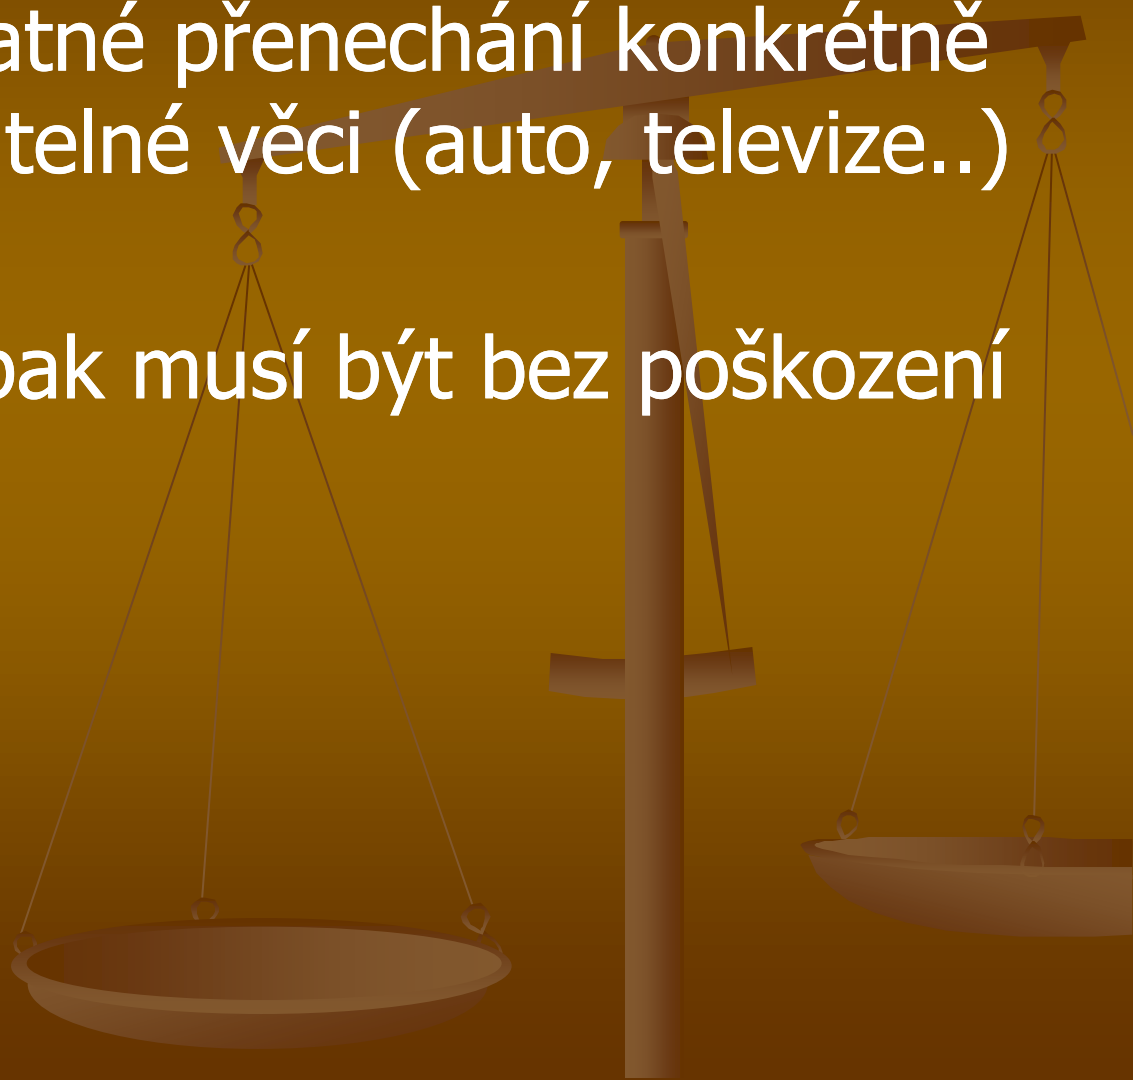 atné přenechání konkrétně
telné věci (auto, televize..)
pak musí být bez poškození